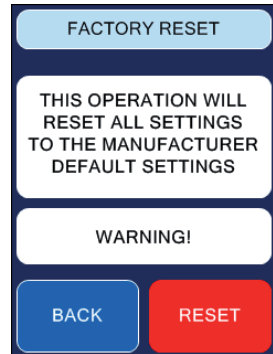 FACTORY RESET
THIS OPERATION WILL
RESET ALL SETTINGS
TO THE MANUFACTURER
DEFAULT SETTINGS
WARNING!
BACK
RESET